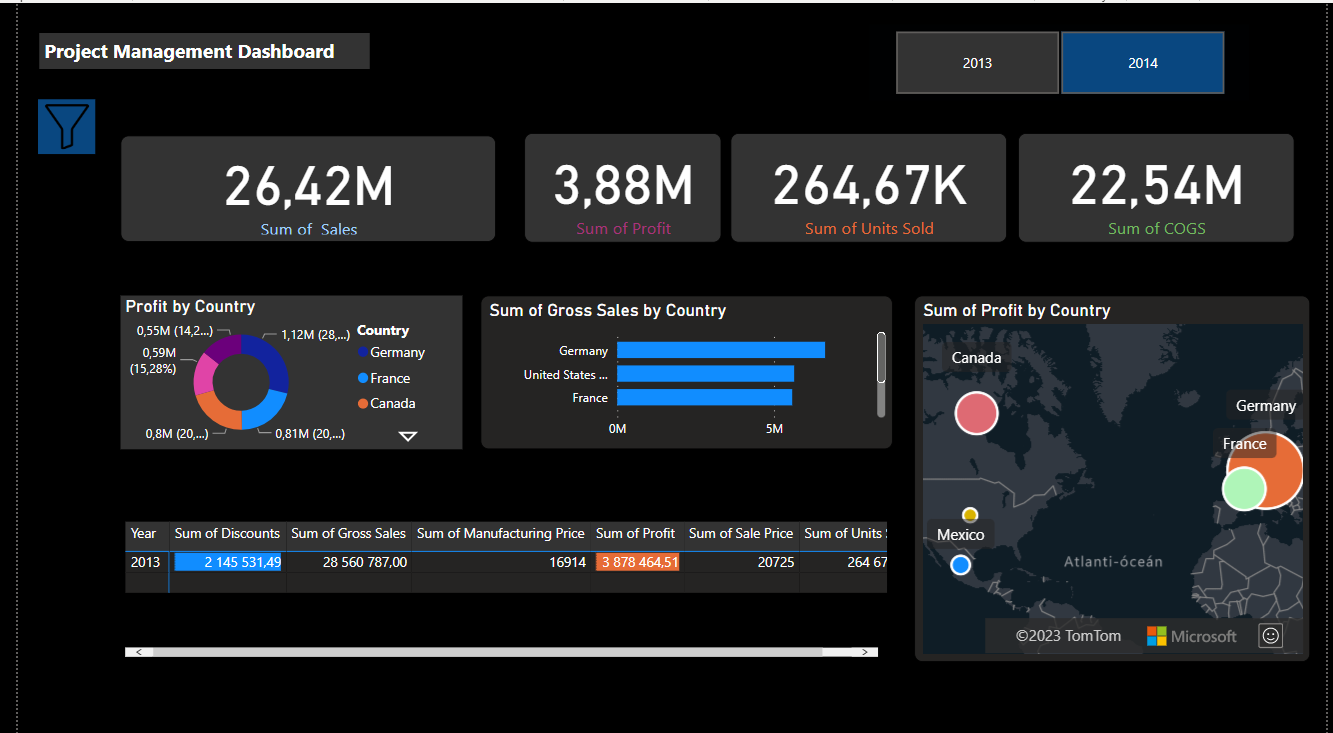 Project Management Dashboard
2013
2014
26,42M
Sum of Sales
3,88M
Sum of Profit
264,67K
Sum of Units Sold
22,54M
Sum of COGS
Profit by Country
0,55M (14,2...)
1,12M (28,...)
0,59M
(15,28%)
0,8M (20,...)
0,81M (20,...)
Country
Germany
France
Canada
Sum of Gross Sales by Country
Germany
United States ...
France
0M
5M
Sum of Profit by Country
Canada
Germany
France
Mexico
Atlanti-óceán
©2023 TomTom
Microsoft
Year Sum of Discounts Sum of Gross Sales Sum of Manufacturing Price Sum of Profit Sum of Sale Price Sum of Units
2013 2 145 531,49 28 560 787,00 16914 3 878 464,51 20725 264 67